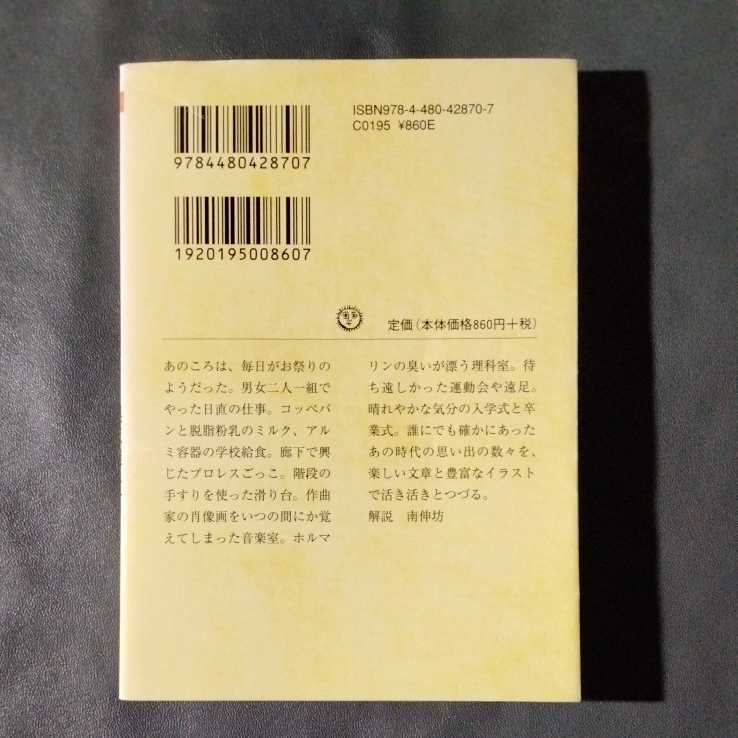 ISBN978-4-480-42870-7
C0195 ¥860E
9784480428707
1920195008607
定価(本体価格860円+税)
あのころは、毎日がお祭りの
ようだった。男女二人一組で
やった日直の仕事。コッペパ
ンと脱脂粉乳のミルク、アル
ミ容器の学校給食。廊下で興
じたプロレスごっこ。階段の
手すりを使った滑り台。作曲
家の肖像画をいつの間にか覚
えてしまった音楽室。ホルマ
リンの臭いが漂う理科室。待
ち遠しかった運動会や遠足。
晴れやかな気分の入学式と卒
業式。誰にでも確かにあった
あの時代の思い出の数々を、
楽しい文章と豊富なイラスト
で活き活きとつづる。
解説 南伸坊